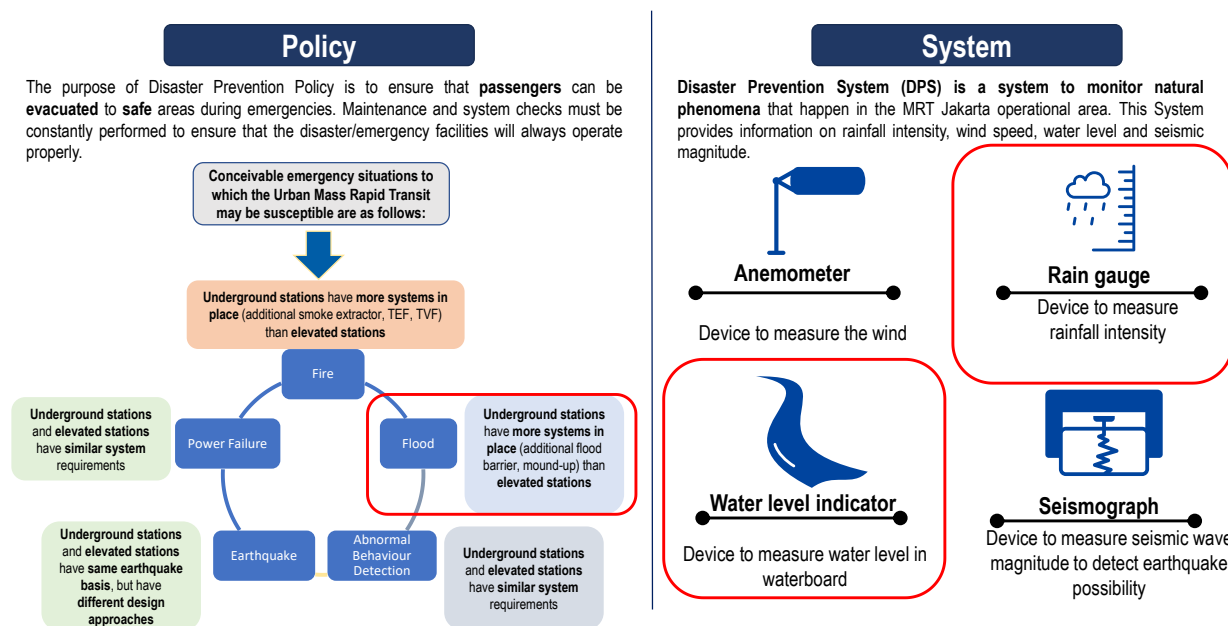 Policy
The purpose of Disaster Prevention Policy is to ensure that passengers can be
evacuated to safe areas during emergencies. Maintenance and system checks must be
constantly performed to ensure that the disaster/emergency facilities will always operate
properly.
Conceivable emergency situations to
which the Urban Mass Rapid Transit
may be susceptible are as follows:
Underground stations have more systems in
place (additional smoke extractor, TEF, TVF)
than elevated stations
Fire
Underground stations
and elevated stations
have similar system
requirements
Power Failure
Flood
Underground stations
have more systems in
place (additional flood
barrier, mound-up) than
elevated stations
Underground stations
and elevated stations
have same earthquake
basis, but have
different design
approaches
Earthquake
Abnormal
Behaviour
Detection
Underground stations
and elevated stations
have similar system
requirements
System
Disaster Prevention System (DPS) is a system to monitor natural
phenomena that happen in the MRT Jakarta operational area. This System
provides information on rainfall intensity, wind speed, water level and seismic
magnitude.
Anemometer
Device to measure the wind
Rain gauge
Device to measure
rainfall intensity
Water level indicator
Device to measure water level in
waterboard
Seismograph
Device to measure seismic wave
magnitude to detect earthquake
possibility